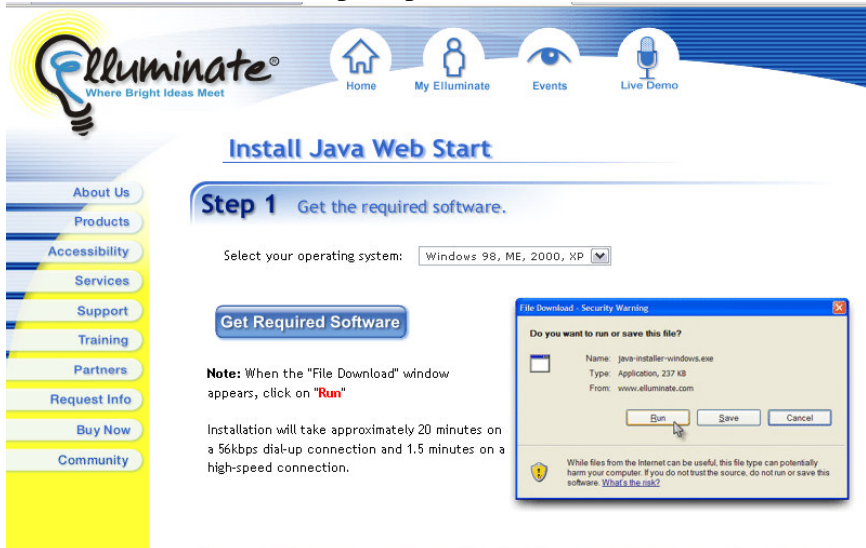 Elluminate®
Where Bright Ideas Meet
Home
My Elluminate
Events
Live Demo
Install Java Web Start
About Us
Products
Accessibility
Services
Support
Training
Partners
Request Info
Buy Now
Community
Step 1 Get the required software.
Select your operating system: Windows 98, ME, 2000, XP
Get Required Software
Note: When the "File Download" window
appears, click on "Run"
Installation will take approximately 20 minutes on
a 56kbps dial-up connection and 1.5 minutes on a
high-speed connection.
File Download - Security Warning
Do you want to run or save this file?
Name: java-installer-windows.exe
Type: Application, 237 KB
From: www.elluminate.com
Run Save Cancel
While files from the Internet can be useful, this file type can potentially
harm your computer. If you do not trust the source, do not run or save this
software. What's the risk?